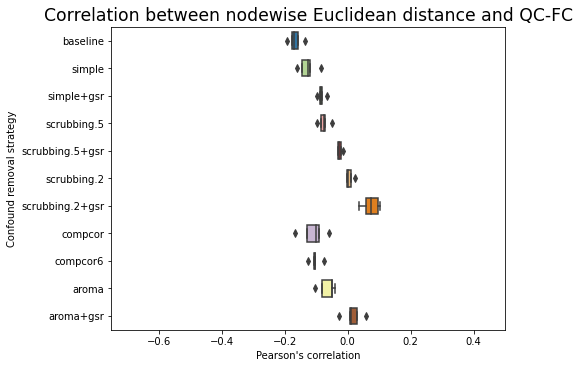 Correlation between nodewise Euclidean distance and QC-FC
baseline
simple
simple+gsr
scrubbing.5
scrubbing.5+gsr
scrubbing.2
scrubbing.2+gsr
compcor
compcor6
aroma
aroma+gsr
Confound removal strategy
−0.6 −0.4 −0.2 0.0 0.2 0.4
Pearson's correlation